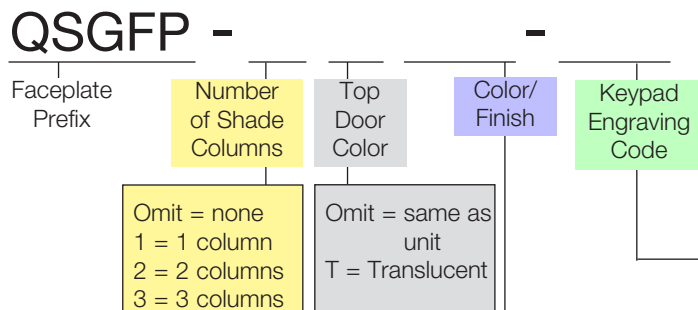 QSGFP - -
Faceplate
Prefix
Number
of Shade
Columns
Top
Door
Color
Color/
Finish
Keypad
Engraving
Code
Omit = none
1 = 1 column
2 = 2 columns
3 = 3 columns
Omit = same as
unit
T = Translucent